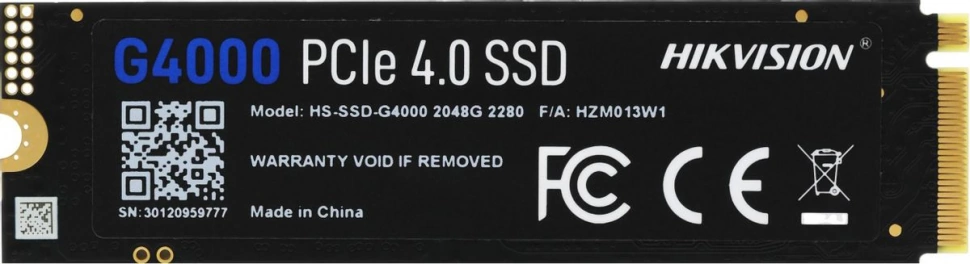 G4000 PCIe 4.0 SSD
HIKVISION®
Model: HS-SSD-G4000 2048G 2280 F/A: HZM013W1
WARRANTY VOID IF REMOVED
FC CE
SN: 30120959777
Made in China